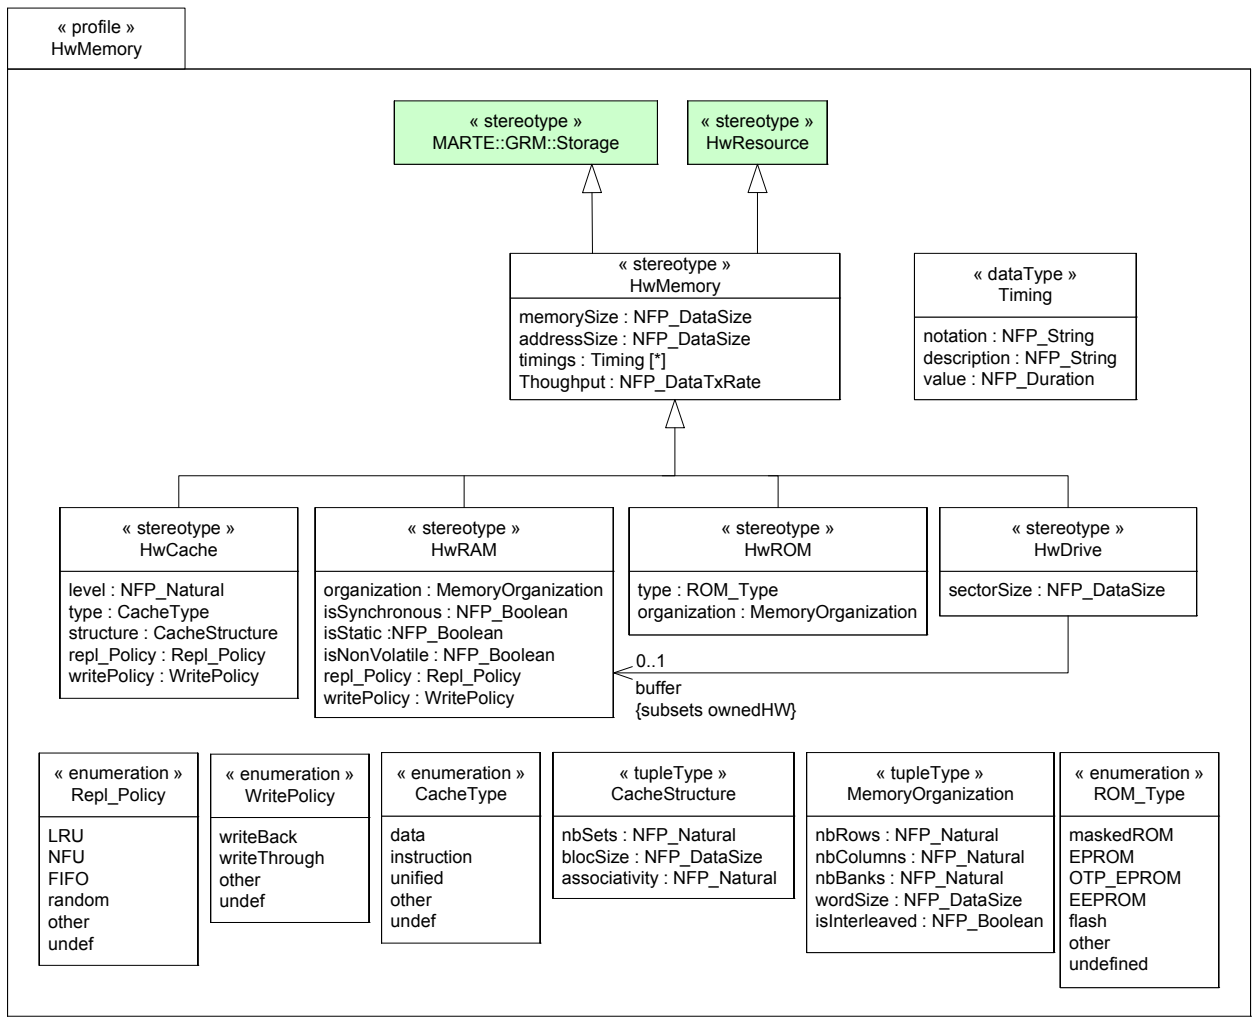 « profile »
HwMemory
« stereotype »
MARTE::GRM::Storage
« stereotype »
HwResource
« stereotype »
HwMemory
memorySize : NFP_DataSize
addressSize : NFP_DataSize
timings : Timing [*]
Thoughput : NFP_DataTxRate
« dataType »
Timing
notation : NFP_String
description : NFP_String
value : NFP_Duration
« stereotype »
HwCache
level : NFP_Natural
type : CacheType
structure : CacheStructure
repl_Policy : Repl_Policy
writePolicy : WritePolicy
« stereotype »
HwRAM
organization : MemoryOrganization
isSynchronous : NFP_Boolean
isStatic :NFP_Boolean
isNonVolatile : NFP_Boolean
repl_Policy : Repl_Policy
writePolicy : WritePolicy
« stereotype »
HwROM
type : ROM_Type
organization : MemoryOrganization
« stereotype »
HwDrive
sectorSize : NFP_DataSize
0..1
buffer
{subsets ownedHW}
« enumeration »
Repl_Policy
LRU
NFU
FIFO
random
other
undef
« enumeration »
WritePolicy
writeBack
writeThrough
other
undef
« enumeration »
CacheType
data
instruction
unified
other
undef
« tupleType »
CacheStructure
nbSets : NFP_Natural
blocSize : NFP_DataSize
associativity : NFP_Natural
« tupleType »
MemoryOrganization
nbRows : NFP_Natural
nbColumns : NFP_Natural
nbBanks : NFP_Natural
wordSize : NFP_DataSize
isInterleaved : NFP_Boolean
« enumeration »
ROM_Type
maskedROM
EPROM
OTP_EPROM
EEPROM
flash
other
undefined